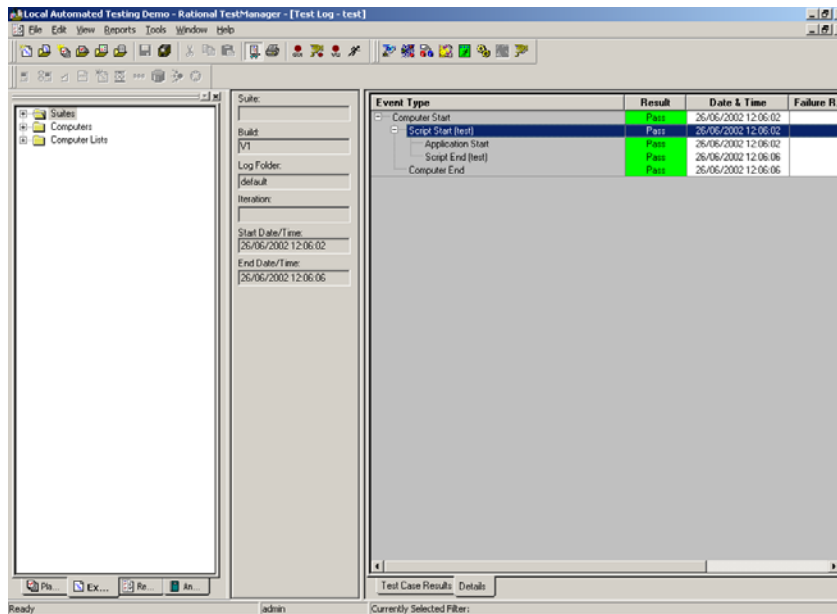 Local Automated Testing Demo - Rational TestManager - [Test Log - test]
File Edit View Reports Tools Window Help
Suites
Computers
Computer Lists
Suite:
Build:
V1
Log Folder:
default
Iteration:
Start Date/Time:
26/06/2002 12:06:02
End Date/Time:
26/06/2002 12:06:06
Event Type Result Date & Time Failure R
Computer Start Pass 26/06/2002 12:06:02
Script Start (test) Pass 26/06/2002 12:06:02
Application Start Pass 26/06/2002 12:06:02
Script End (test) Pass 26/06/2002 12:06:06
Computer End Pass 26/06/2002 12:06:06
Test Case Results Details
Pla... Ex... Re... An...
Ready admin Currently Selected Filter: